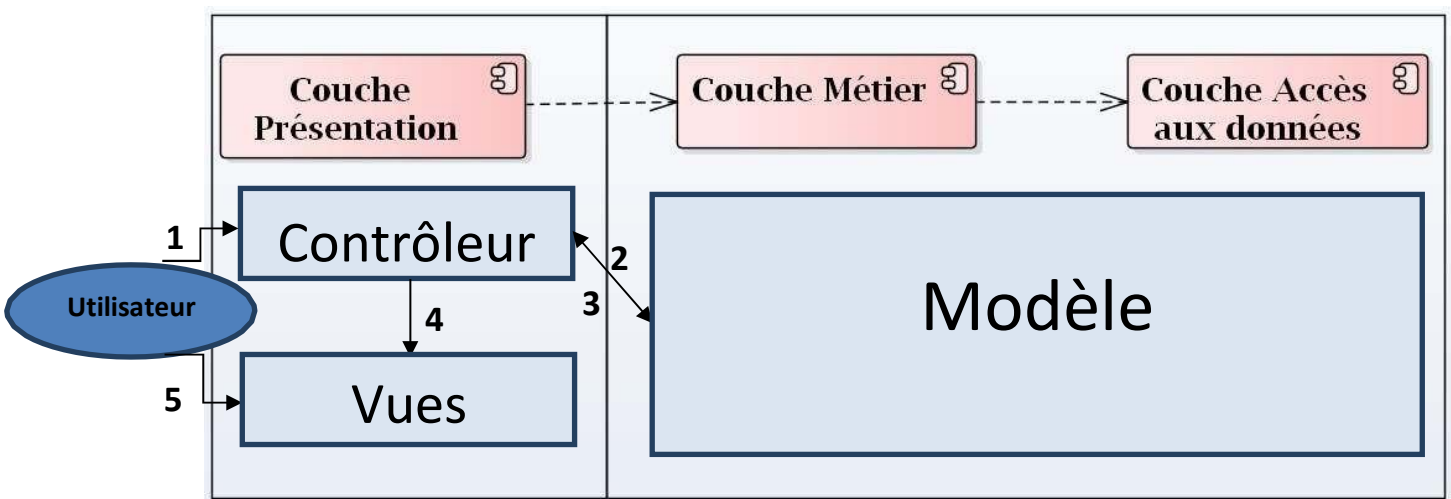 Couche
Présentation
Couche Métier
Couche Accès
aux données
1
Contrôleur
2
3
Modèle
Utilisateur
4
5
Vues